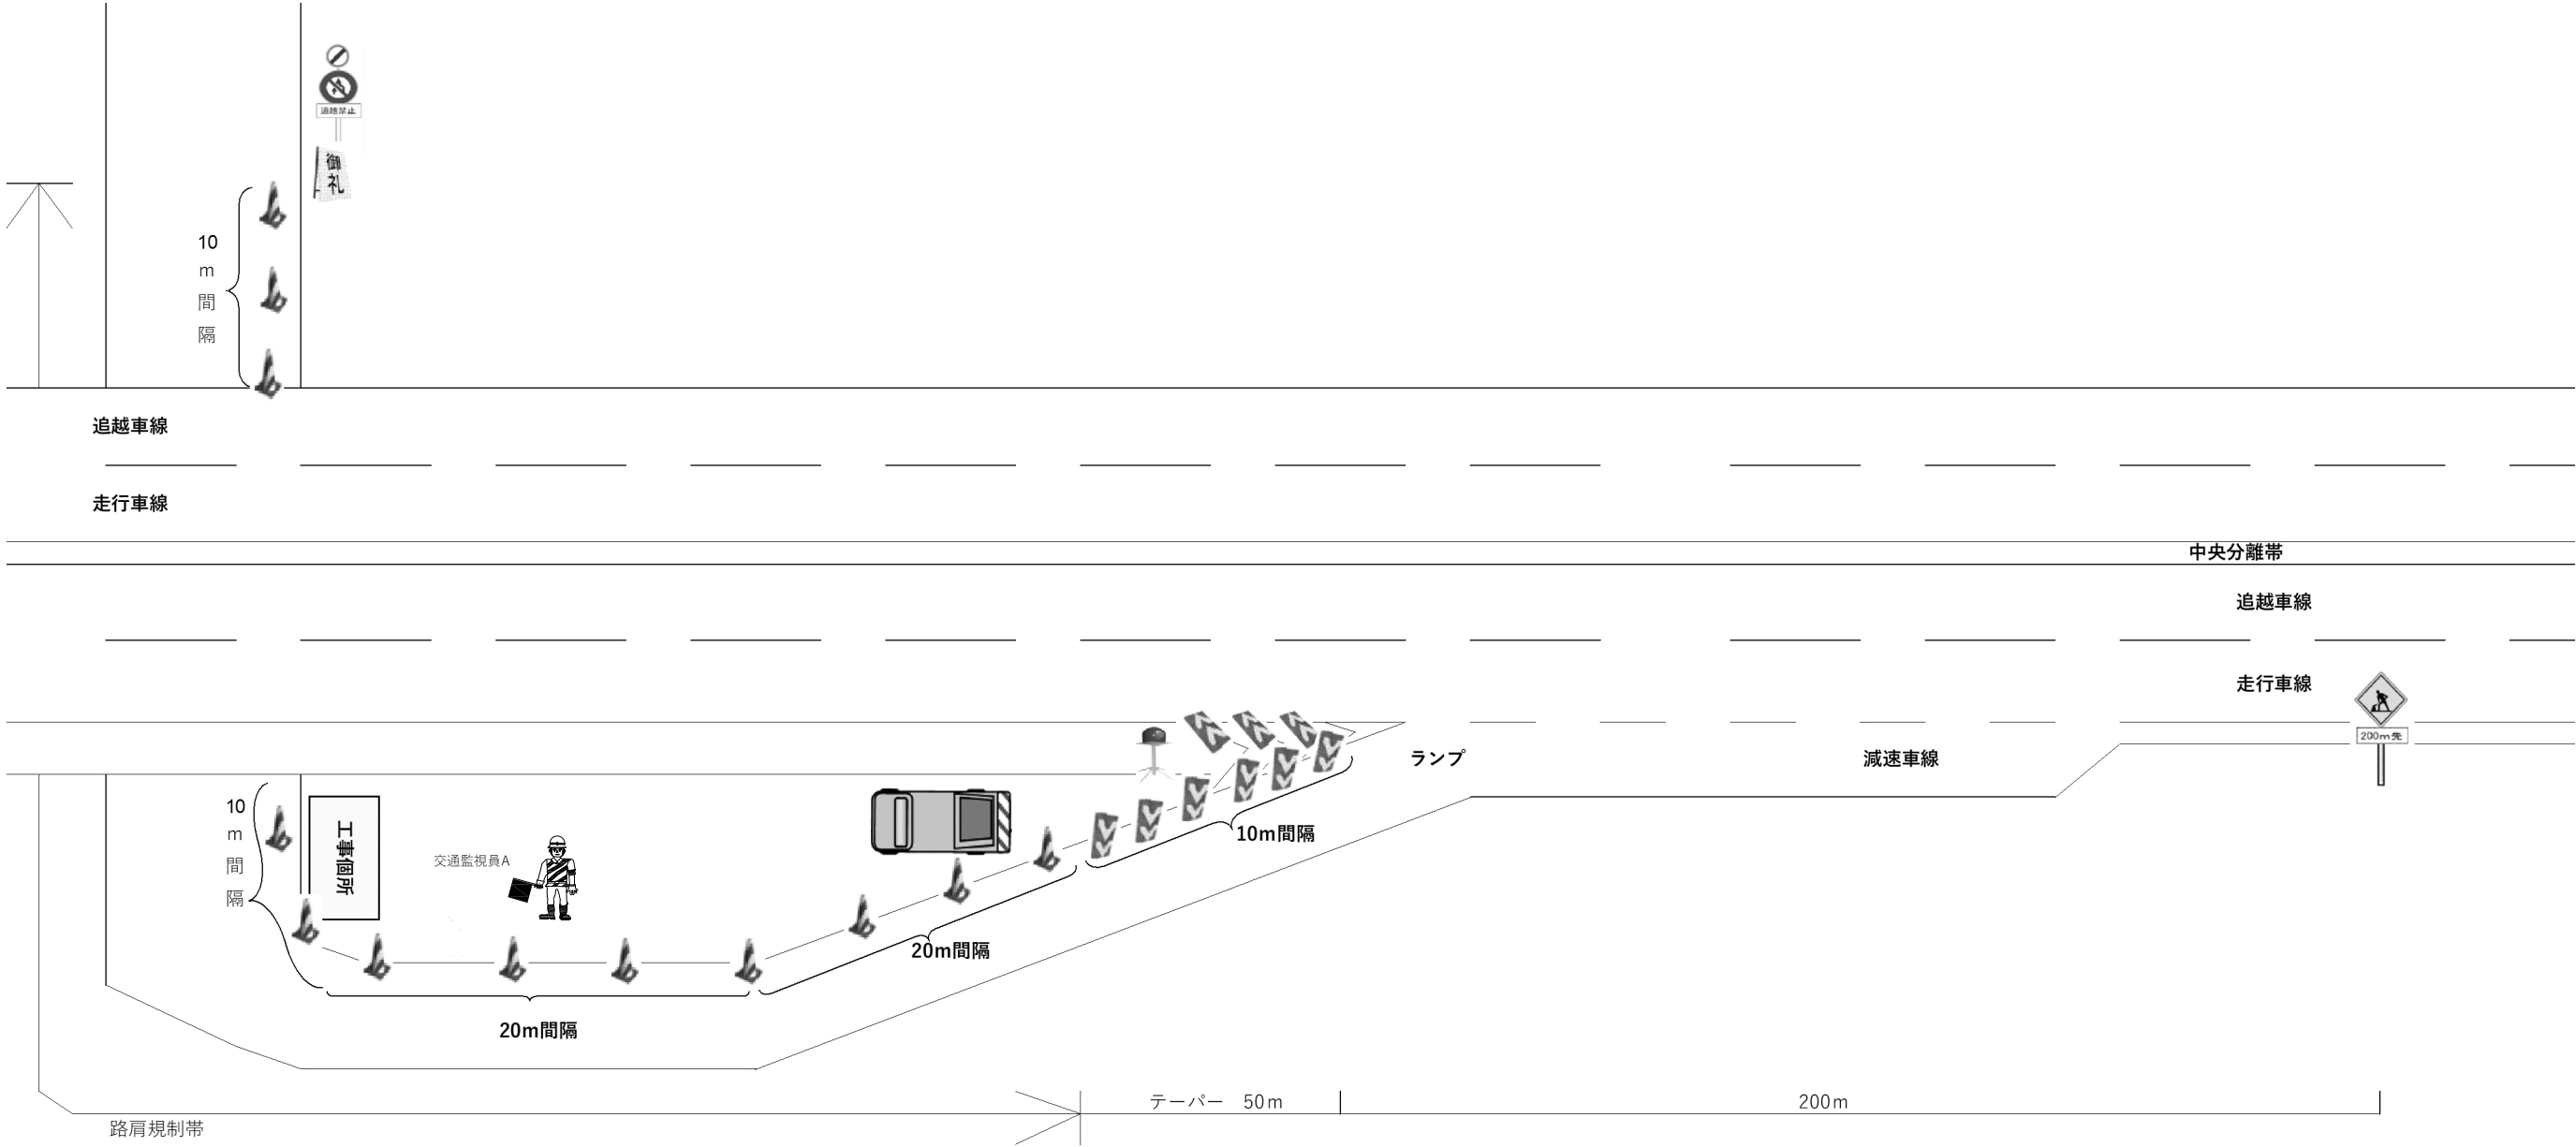 追越禁止
御
礼
10
m
間
隔
追越車線
走行車線
中央分離帯
追越車線
走行車線
200m先
ランプ
減速車線
10
m
間
隔
工事個所
交通監視員A
10m間隔
20m間隔
20m間隔
テーパー 50m
200m
路肩規制帯